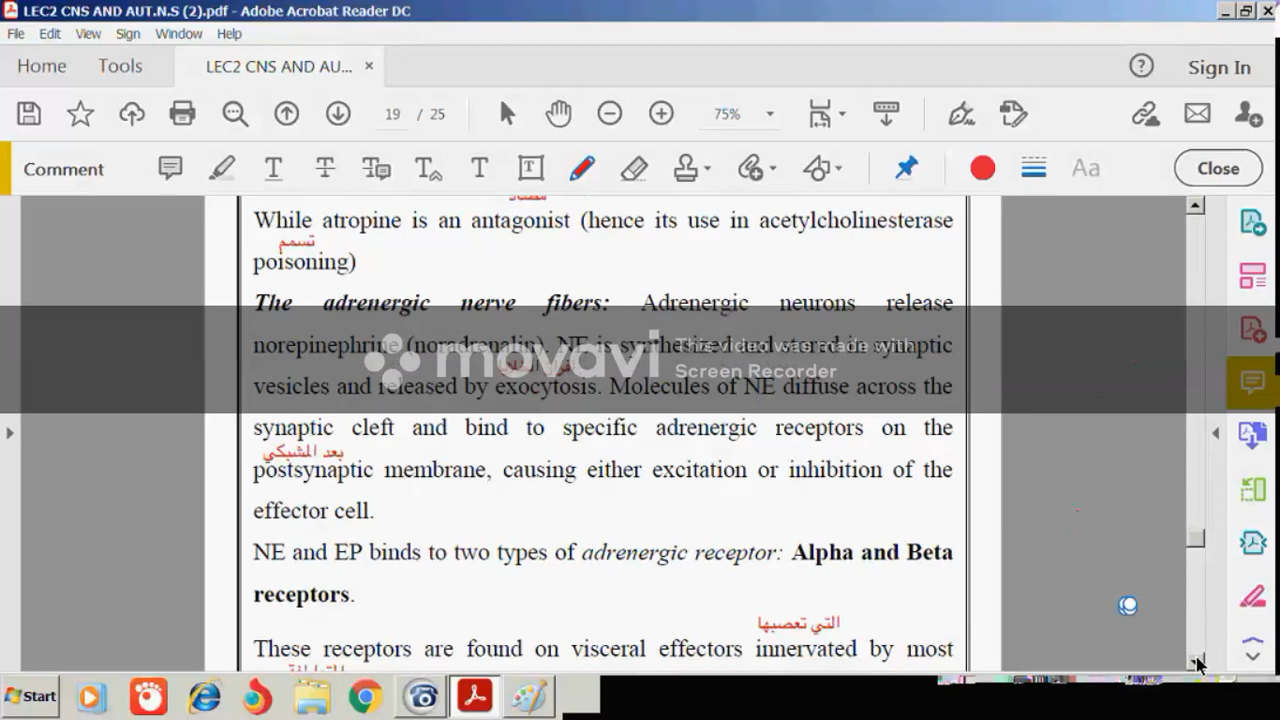 LEC2 CNS AND AUT.N.S (2).pdf - Adobe Acrobat Reader DC
File Edit View Sign Window Help
Home Tools LEC2 CNS AND AU... × Sign In
19 / 25 75%
Comment Close
While atropine is an antagonist (hence its use in acetylcholinesterase
تسمم
poisoning)
The adrenergic nerve fibers: Adrenergic neurons release
norepinephrine (noradrenalin). NE is synthesized and stored in synaptic
movavi This video was made with
Screen Recorder
vesicles and released by exocytosis. Molecules of NE diffuse across the
synaptic cleft and bind to specific adrenergic receptors on the
بعد المشبكي
postsynaptic membrane, causing either excitation or inhibition of the
effector cell.
NE and EP binds to two types of adrenergic receptor: Alpha and Beta
receptors.
التي تعصبها
These receptors are found on visceral effectors innervated by most
Start